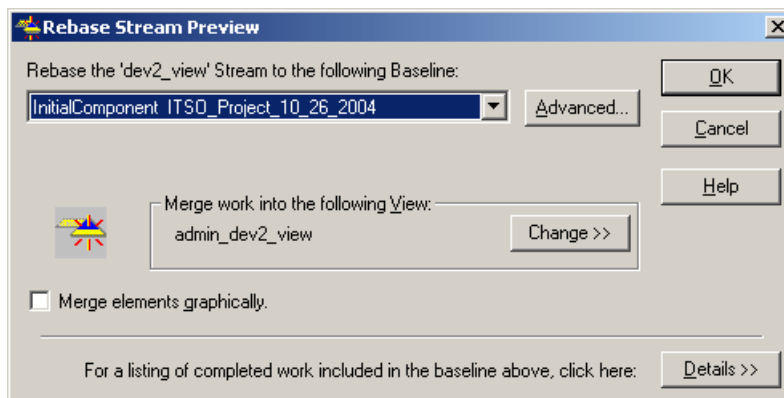 Rebase Stream Preview
Rebase the 'dev2_view' Stream to the following Baseline:
InitialComponent ITSO_Project_10_26_2004
Advanced...
OK
Cancel
Help
Merge work into the following View:
admin_dev2_view
Change >>
Merge elements graphically.
For a listing of completed work included in the baseline above, click here:
Details >>